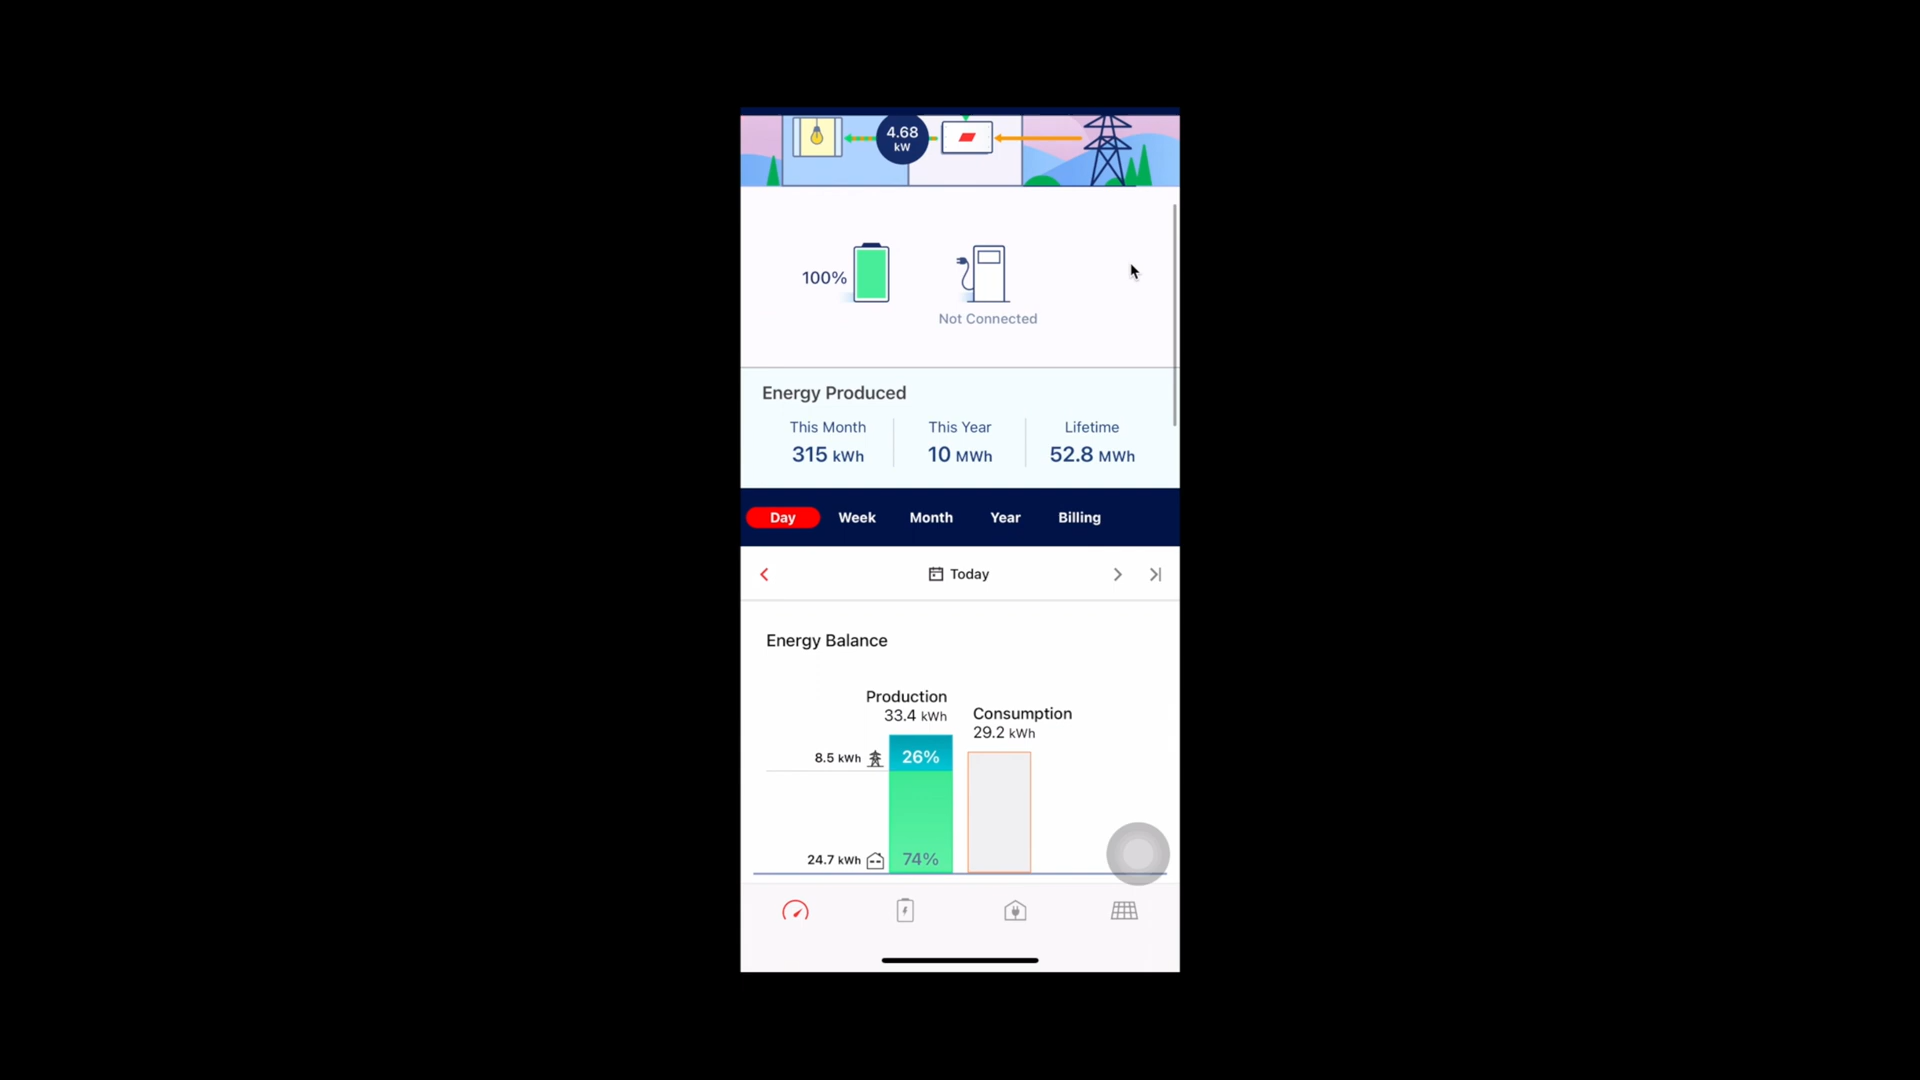 4.68
kW
100%
Not Connected
Energy Produced
This Month This Year Lifetime
315 kWh 10 MWh 52.8 MWh
Day Week Month Year Billing
Today
Energy Balance
Production
33.4 kWh
Consumption
29.2 kWh
8.5 kWh 26%
24.7 kWh 74%